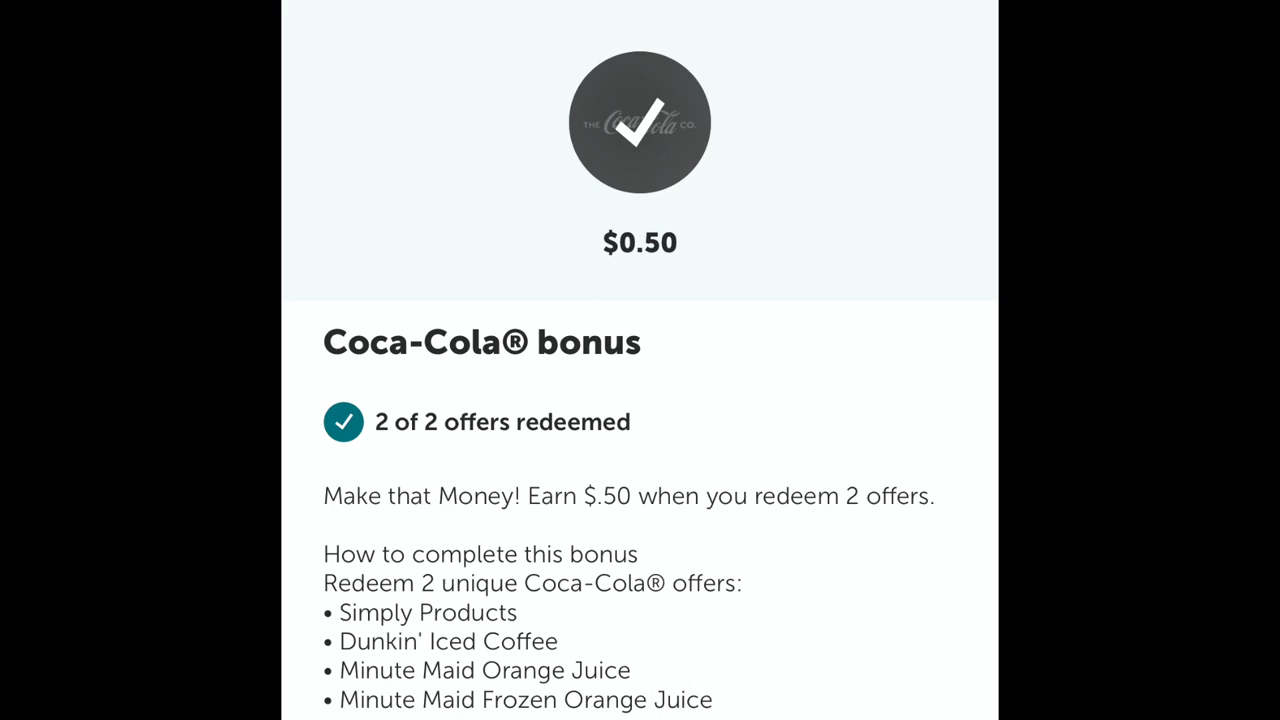 THE Coca-Cola CO.
$0.50
Coca-Cola® bonus
2 of 2 offers redeemed
Make that Money! Earn $.50 when you redeem 2 offers.
How to complete this bonus
Redeem 2 unique Coca-Cola® offers:
• Simply Products
• Dunkin' Iced Coffee
• Minute Maid Orange Juice
• Minute Maid Frozen Orange Juice